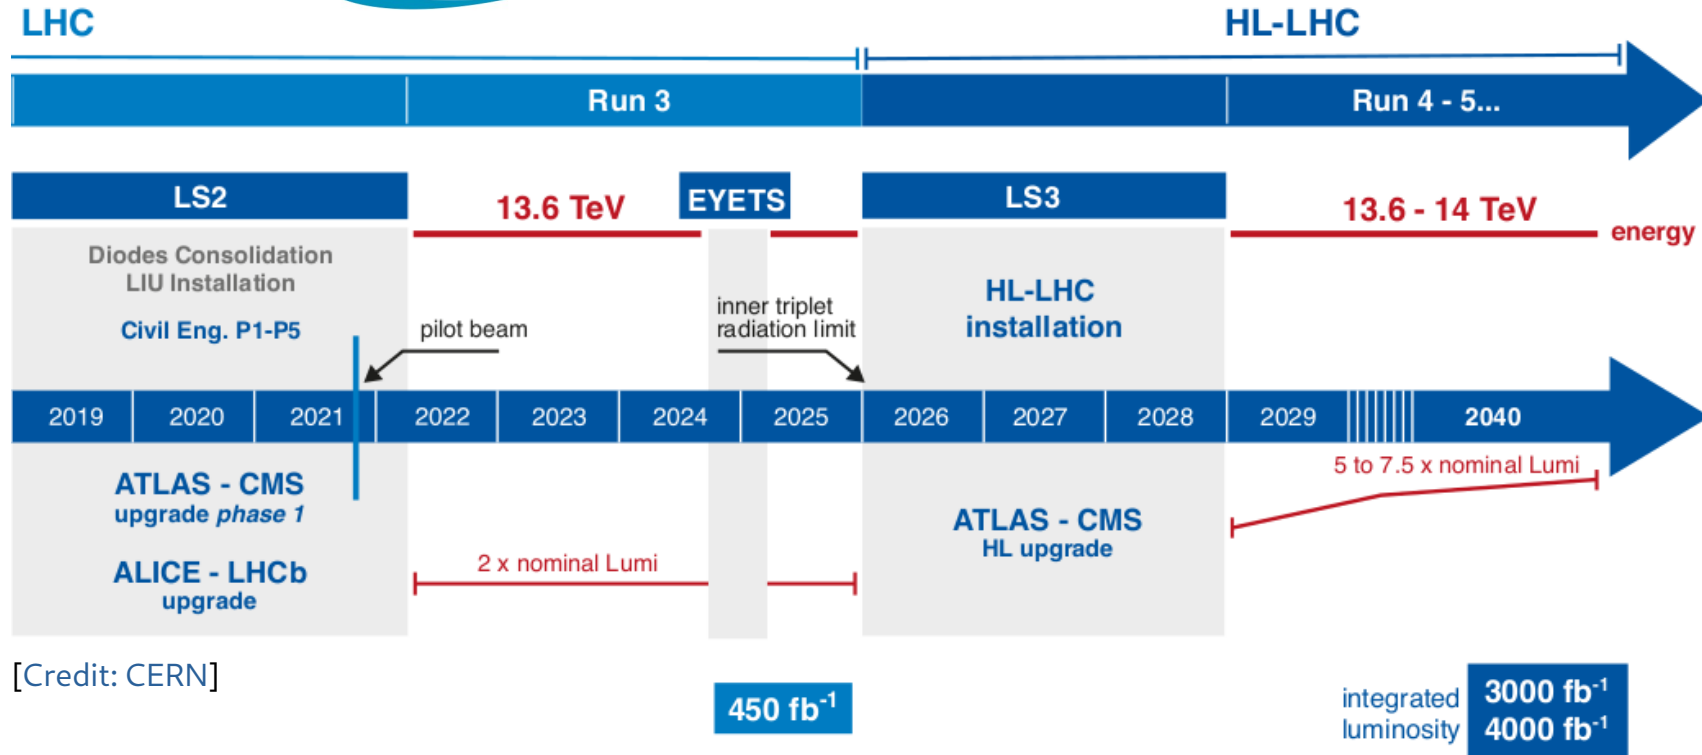 LHC
HL-LHC
Run 3
Run 4 - 5...
LS2
13.6 TeV
EYETS
LS3
13.6 - 14 TeV
energy
Diodes Consolidation
LIU Installation
Civil Eng. P1-P5
pilot beam
inner triplet
radiation limit
HL-LHC
installation
2019 2020 2021 2022 2023 2024 2025 2026 2027 2028 2029 2040
5 to 7.5 x nominal Lumi
ATLAS - CMS
upgrade phase 1
ALICE - LHCb
upgrade
2 x nominal Lumi
ATLAS - CMS
HL upgrade
[Credit: CERN]
450 fb⁻¹
integrated
luminosity
3000 fb⁻¹
4000 fb⁻¹